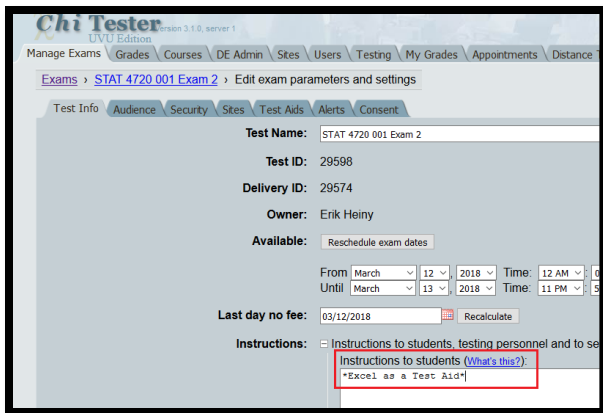 Chi Tester Version 3.1.0, server 1
UVU Edition
Manage Exams Grades Courses DE Admin Sites Users Testing My Grades Appointments Distance
Exams › STAT 4720 001 Exam 2 › Edit exam parameters and settings
Test Info Audience Security Sites Test Aids Alerts Consent
Test Name: STAT 4720 001 Exam 2
Test ID: 29598
Delivery ID: 29574
Owner: Erik Heiny
Available: Reschedule exam dates
From March 12, 2018 Time: 12 AM : 0
Until March 13, 2018 Time: 11 PM : 5
Last day no fee: 03/12/2018 Recalculate
Instructions: Instructions to students, testing personnel and to se
Instructions to students (What's this?):
*Excel as a Test Aid*